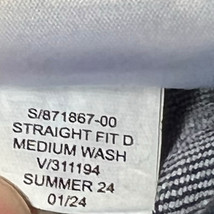 S/871867-00
STRAIGHT FIT D
MEDIUM WASH
V/311194
SUMMER 24
01/24